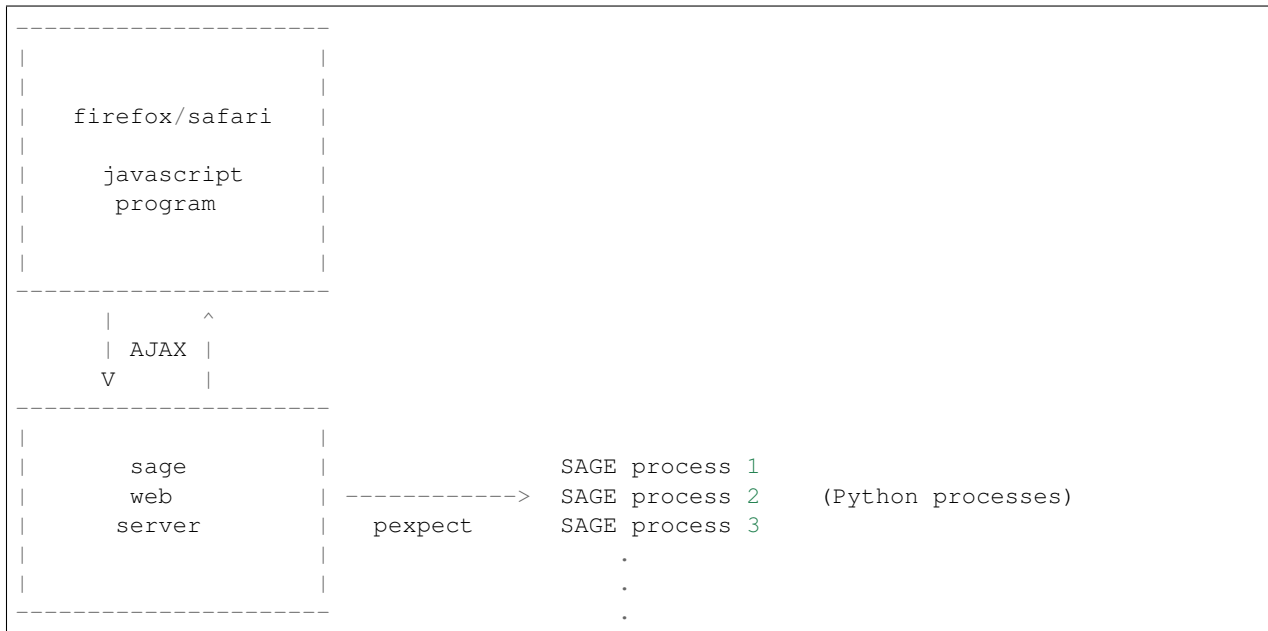 ----------------------
|                    |
|                    |
|   firefox/safari   |
|                    |
|     javascript     |
|      program       |
|                    |
|                    |
----------------------
      |      ^
      | AJAX |
      V      |
----------------------
|                    |
|       sage         |                SAGE process 1
|       web          | ------------>  SAGE process 2    (Python processes)
|      server        |   pexpect      SAGE process 3
|                    |                    .
|                    |                    .
----------------------                    .